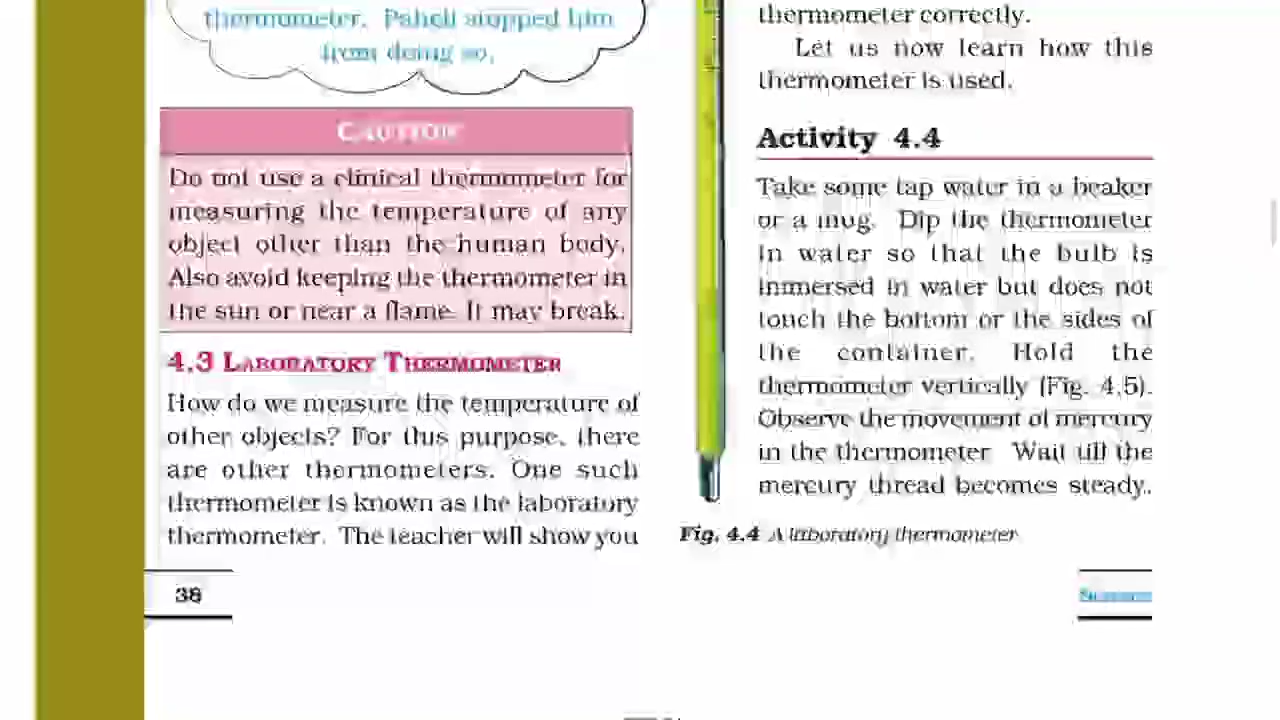 thermometer. Paheli stopped him
from doing so.
CAUTION
Do not use a clinical thermometer for
measuring the temperature of any
object other than the human body.
Also avoid keeping the thermometer in
the sun or near a flame. It may break.
4.3 LABORATORY THERMOMETER
How do we measure the temperature of
other objects? For this purpose, there
are other thermometers. One such
thermometer is known as the laboratory
thermometer. The teacher will show you
38
thermometer correctly.
Let us now learn how this
thermometer is used.
Activity 4.4
Take some tap water in a beaker
or a mug. Dip the thermometer
in water so that the bulb is
immersed in water but does not
touch the bottom or the sides of
the container. Hold the
thermometer vertically (Fig. 4.5).
Observe the movement of mercury
in the thermometer. Wait till the
mercury thread becomes steady.
Fig. 4.4 A laboratory thermometer